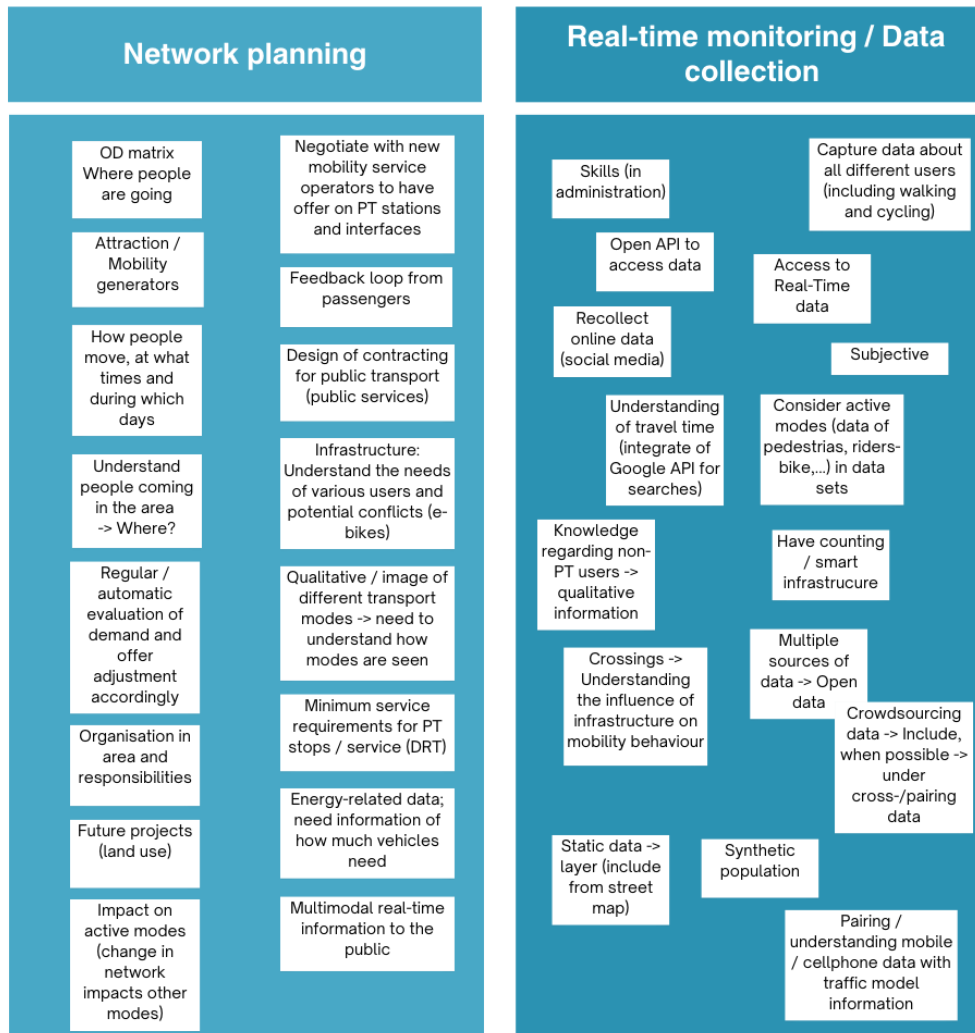 Network planning
OD matrix
Where people
are going
Attraction /
Mobility
generators
How people
move, at what
times and
during which
days
Understand
people coming
in the area
-> Where?
Regular /
automatic
evaluation of
demand and
offer
adjustment
accordingly
Organisation in
area and
responsibilities
Future projects
(land use)
Impact on
active modes
(change in
network
impacts other
modes)
Negotiate with new
mobility service
operators to have
offer on PT stations
and interfaces
Feedback loop from
passengers
Design of contracting
for public transport
(public services)
Infrastructure:
Understand the needs
of various users and
potential conflicts (e-
bikes)
Qualitative / image of
different transport
modes -> need to
understand how
modes are seen
Minimum service
requirements for PT
stops / service (DRT)
Energy-related data;
need information of
how much vehicles
need
Multimodal real-time
information to the
public
Real-time monitoring / Data
collection
Skills (in
administration)
Capture data about
all different users
(including walking
and cycling)
Open API to
access data
Access to
Real-Time
data
Recollect
online data
(social media)
Subjective
Understanding
of travel time
(integrate of
Google API for
searches)
Consider active
modes (data of
pedestrias, riders-
bike,...) in data
sets
Knowledge
regarding non-
PT users ->
qualitative
information
Have counting
/ smart
infrastrucure
Crossings ->
Understanding
the influence of
infrastructure on
mobility behaviour
Multiple
sources of
data -> Open
data
Crowdsourcing
data -> Include,
when possible ->
under
cross-/pairing
data
Static data ->
layer (include
from street
map)
Synthetic
population
Pairing /
understanding mobile
/ cellphone data with
traffic model
information